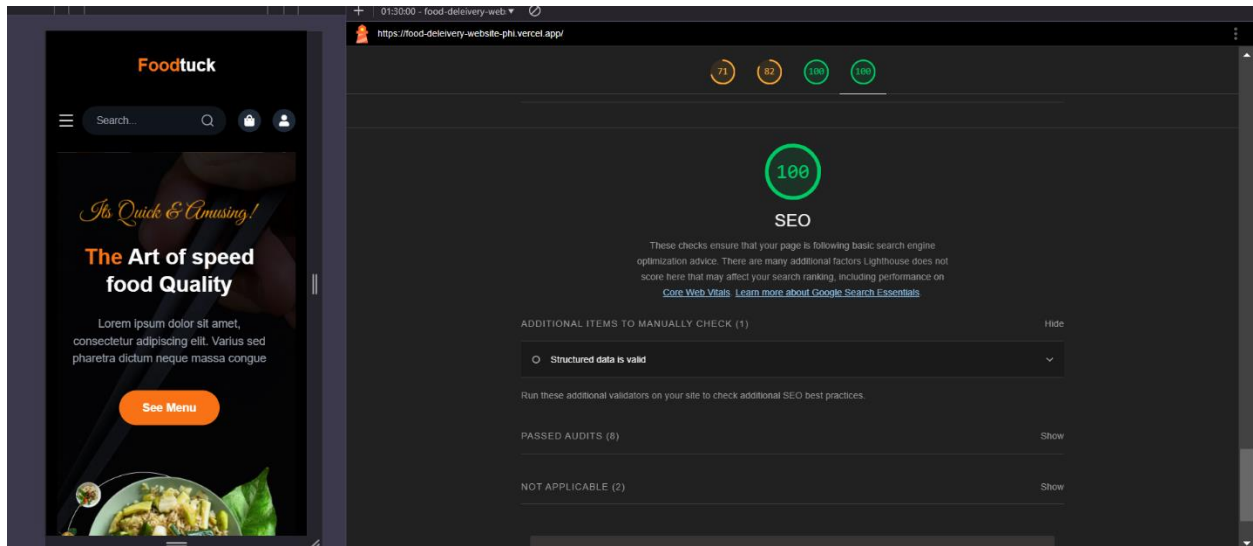 01:30:00 - food-deleivery-web
https://food-deleivery-website-phi.vercel.app/
Foodtuck
Search...
Its Quick & Amusing!
The Art of speed
food Quality
Lorem ipsum dolor sit amet,
consectetur adipiscing elit. Varius sed
pharetra dictum neque massa congue
See Menu
71 82 100 100
100
SEO
These checks ensure that your page is following basic search engine
optimization advice. There are many additional factors Lighthouse does not
score here that may affect your search ranking, including performance on
Core Web Vitals. Learn more about Google Search Essentials.
ADDITIONAL ITEMS TO MANUALLY CHECK (1) Hide
Structured data is valid
Run these additional validators on your site to check additional SEO best practices.
PASSED AUDITS (8) Show
NOT APPLICABLE (2) Show